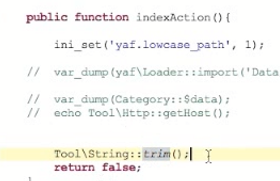 public function indexAction(){
ini_set('yaf.lowcase_path', 1);
// var_dump(yaf\Loader::import('Data
// var_dump(Category::$data);
// echo Tool\Http::getHost();
Tool\String::trim();
return false;